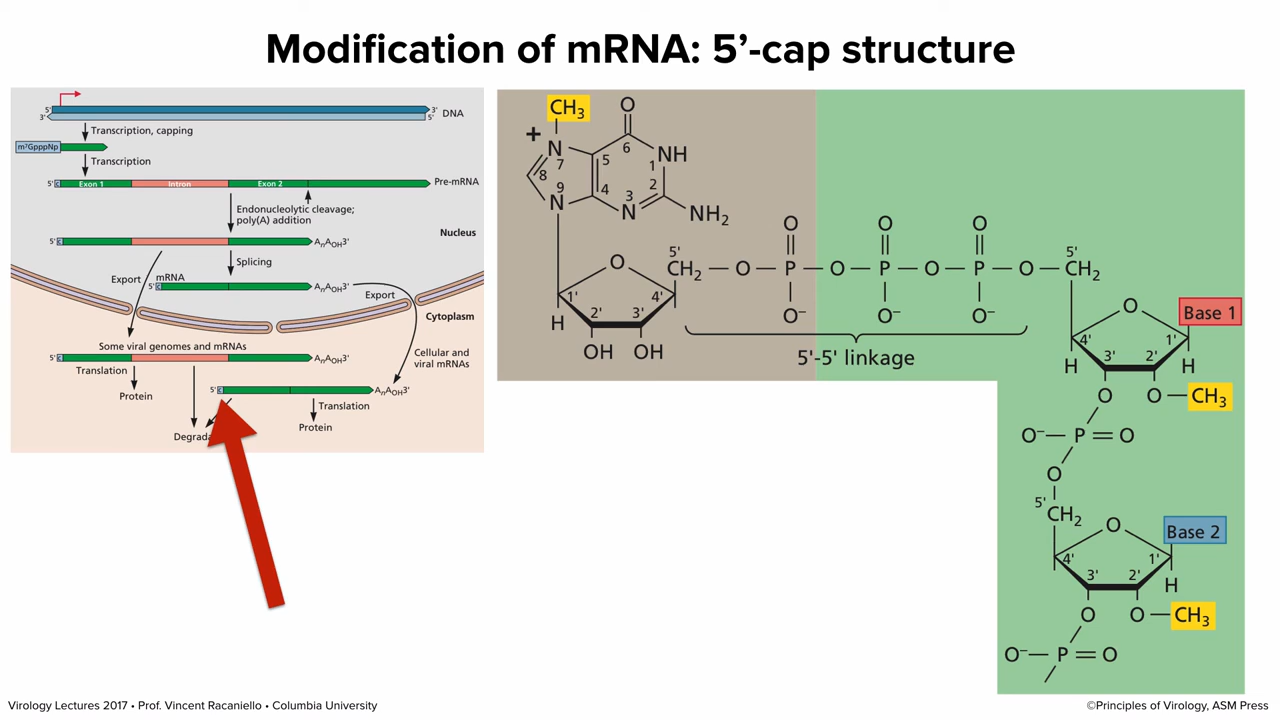 Modification of mRNA: 5’-cap structure
5'
3'
3'
5'
DNA
Transcription, capping
m⁷GpppNp
Transcription
5'
C
Exon 1
Intron
Exon 2
Pre-mRNA
Endonucleolytic cleavage;
poly(A) addition
Nucleus
5'
C
AₙAOH3'
Splicing
Export
mRNA
5'
C
AₙAOH3'
Export
Cytoplasm
Some viral genomes and mRNAs
5'
C
AₙAOH3'
Translation
Protein
Cellular and
viral mRNAs
5'
C
AₙAOH3'
Translation
Protein
CH₃
O
+
N
7
5
6
1
NH
8
9
4
3
2
N
N
NH₂
5'
CH₂ — O — P — O — P — O — P — O — CH₂
O
O
O
5'
O⁻
O⁻
O⁻
O
1'
2'
3'
4'
H
OH
OH
5'-5' linkage
O
Base 1
4'
3'
2'
1'
H
H
O
O — CH₃
O⁻ — P = O
O
5'
CH₂
O
Base 2
4'
3'
2'
1'
H
O
O — CH₃
O⁻ — P = O
Virology Lectures 2017 • Prof. Vincent Racaniello • Columbia University
©Principles of Virology, ASM Press